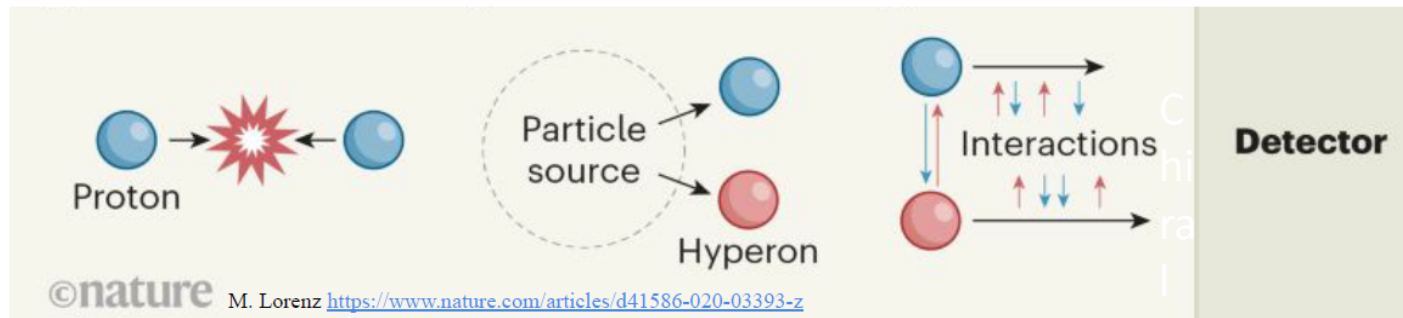 Proton
Particle
source
Hyperon
Interactions
C
hi
ra
l
Detector
©nature
M. Lorenz https://www.nature.com/articles/d41586-020-03393-z